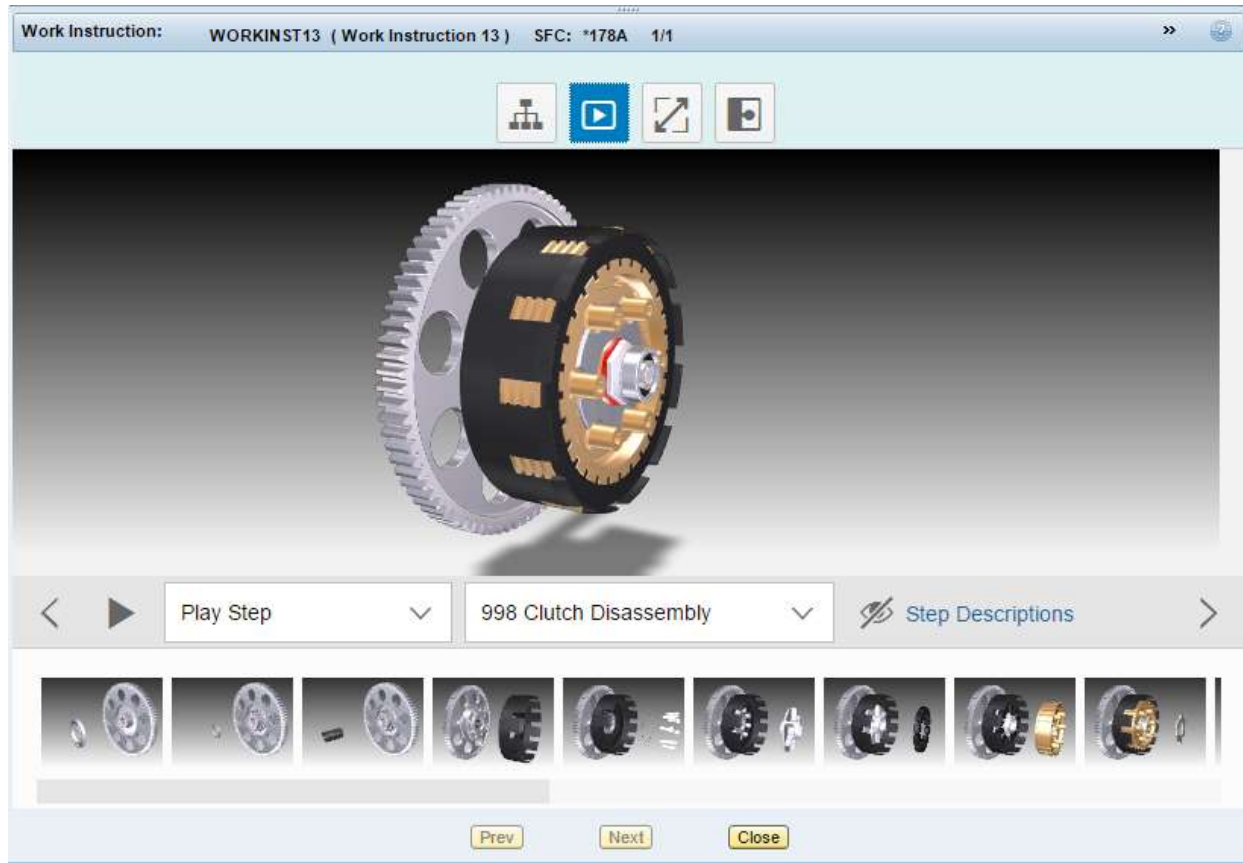 Work Instruction: WORKINST13 ( Work Instruction 13 ) SFC: *178A 1/1 »
Play Step 998 Clutch Disassembly Step Descriptions
Prev Next Close